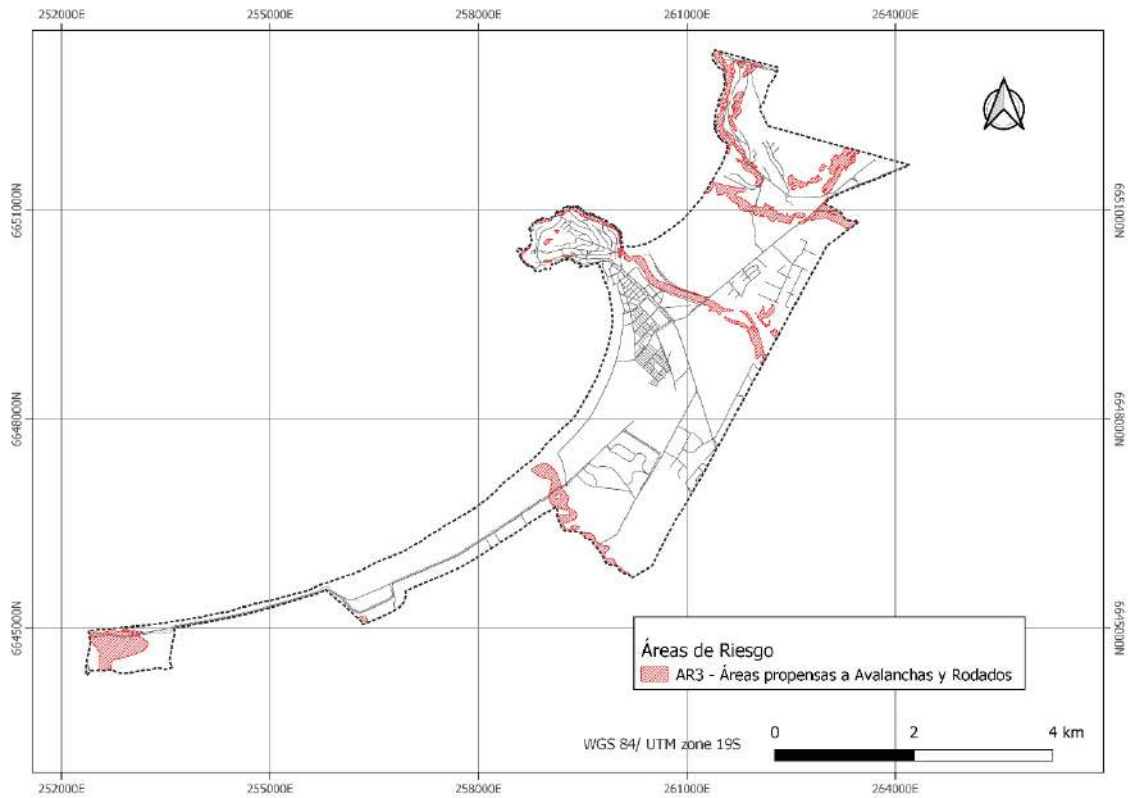 252000E 255000E 258000E 261000E 264000E
6651000N 6651000N
6648000N 6648000N
6645000N 6645000N
Áreas de Riesgo
AR3 - Áreas propensas a Avalanchas y Rodados
WGS 84/ UTM zone 19S
0 2 4 km
252000E 255000E 258000E 261000E 264000E